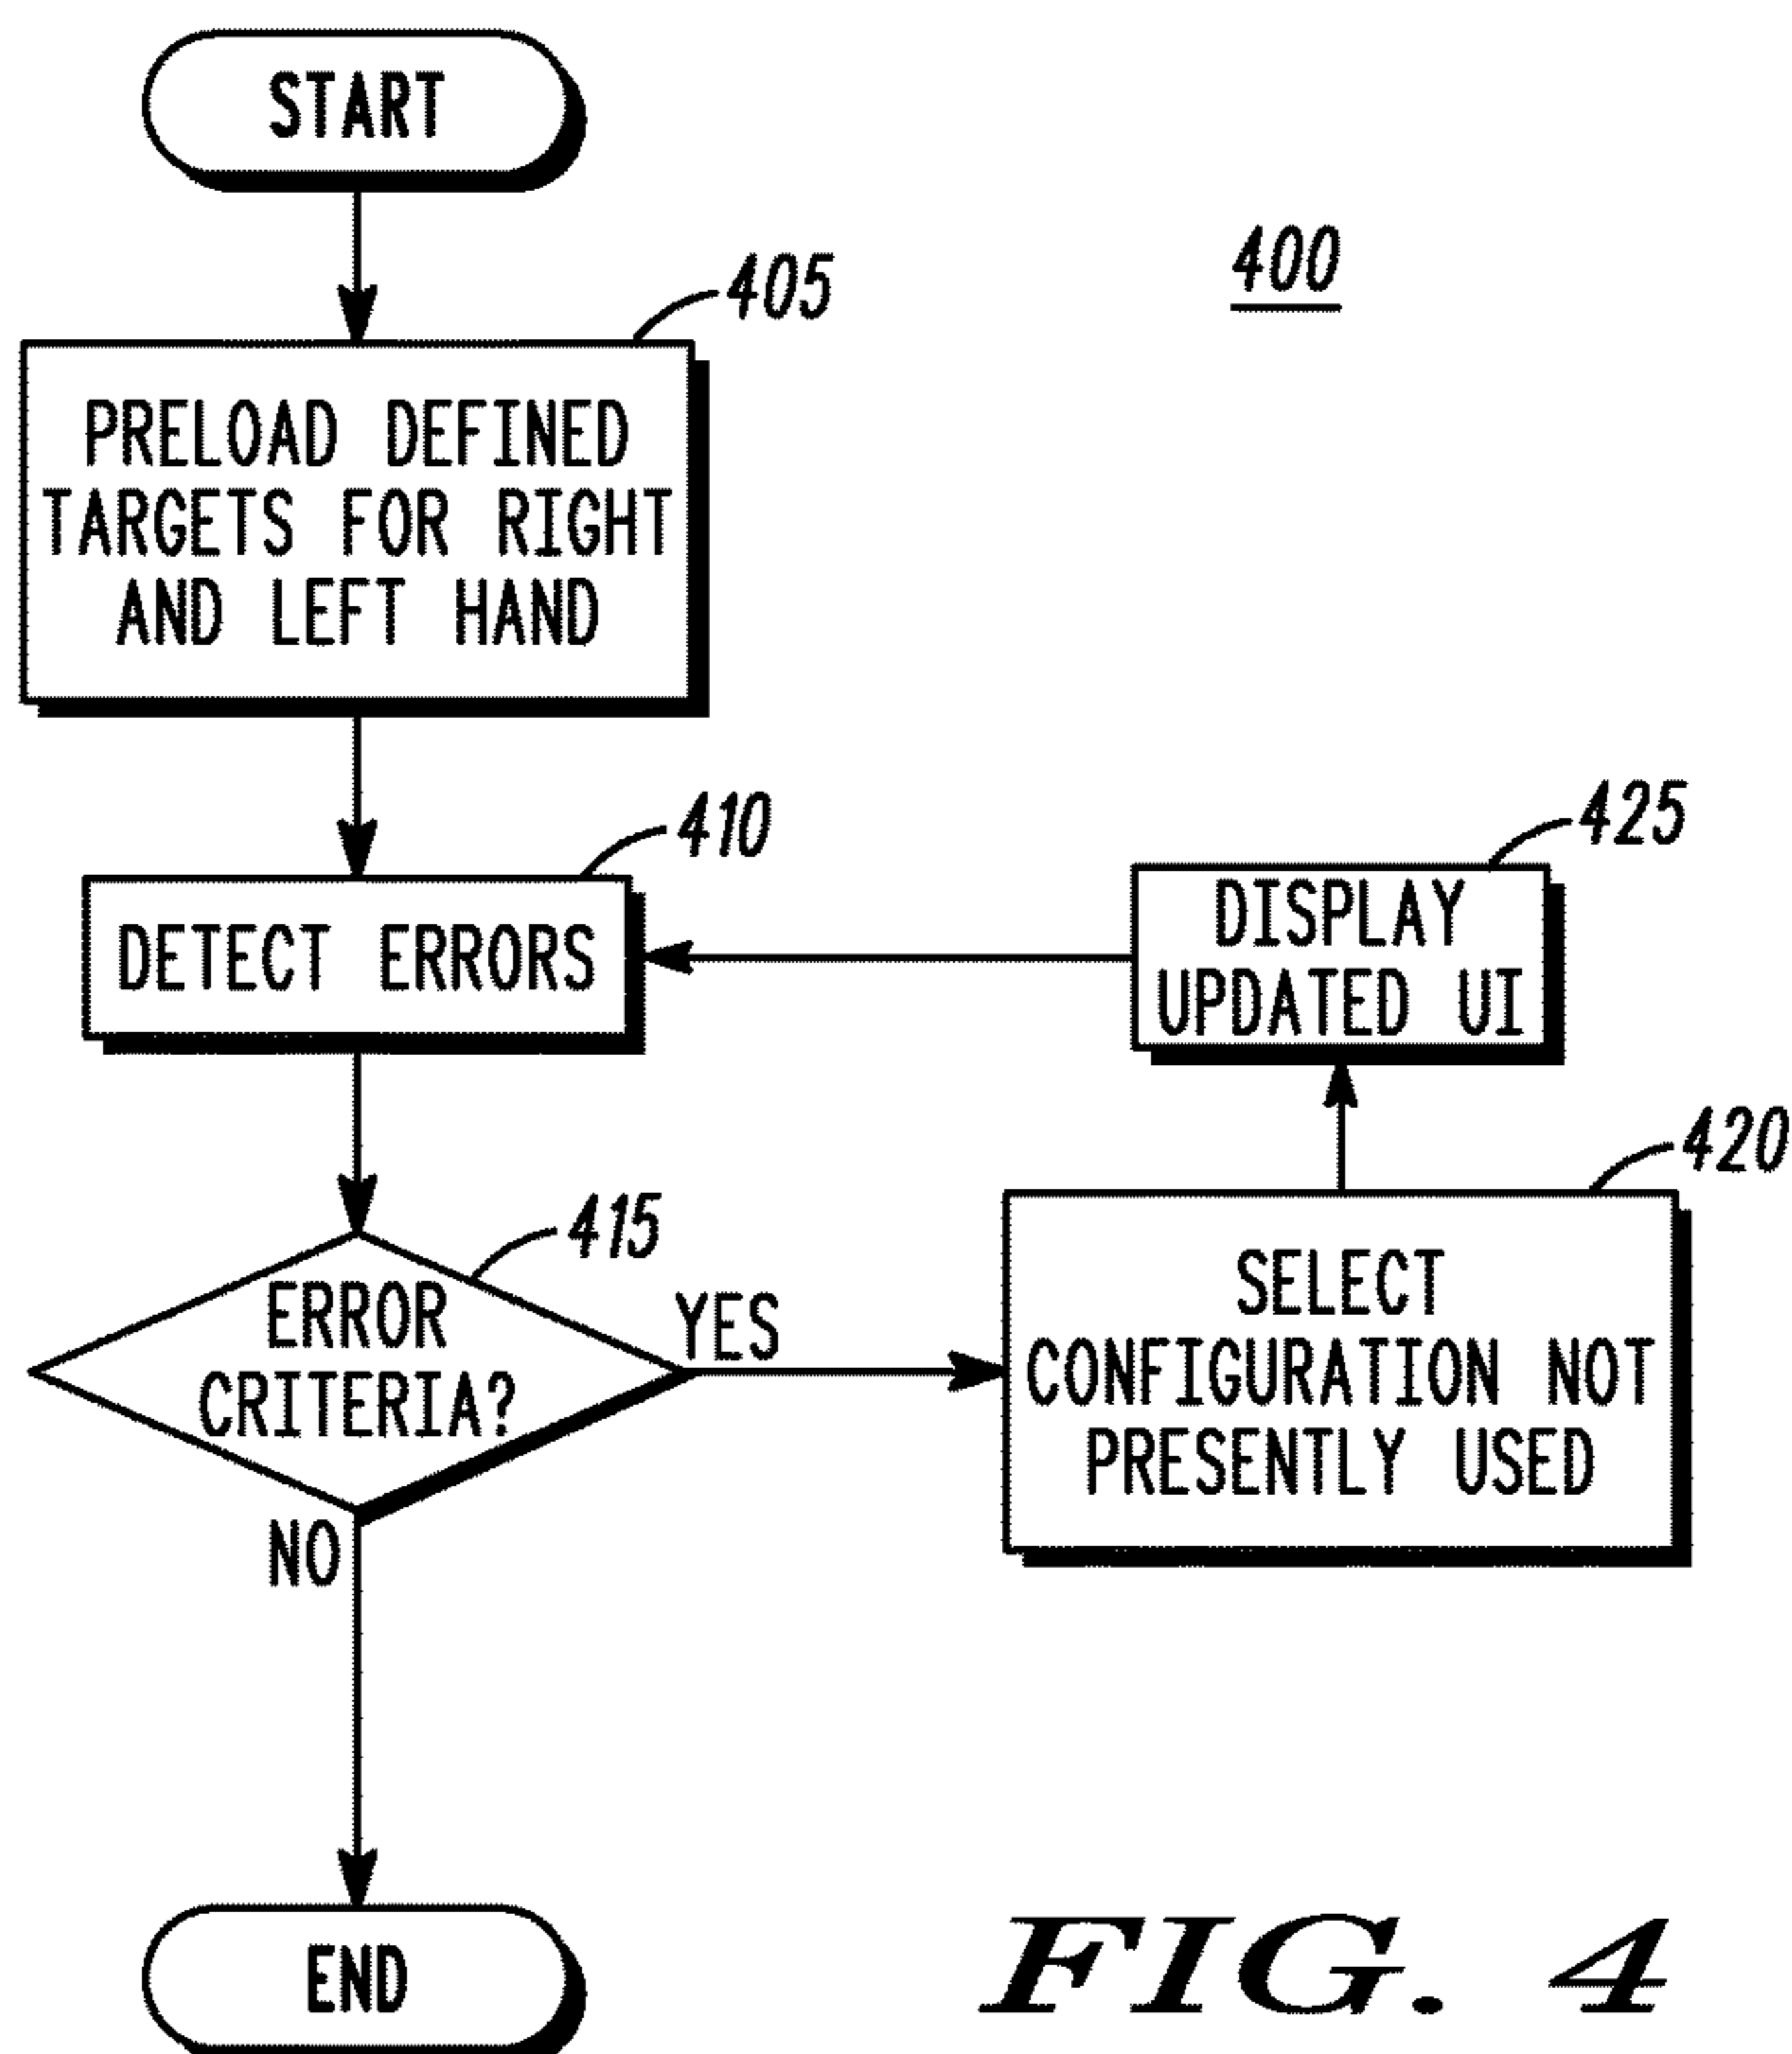 START
400
405
PRELOAD DEFINED
TARGETS FOR RIGHT
AND LEFT HAND
410
DETECT ERRORS
425
DISPLAY
UPDATED UI
415
ERROR
CRITERIA?
YES
NO
420
SELECT
CONFIGURATION NOT
PRESENTLY USED
END
FIG. 4